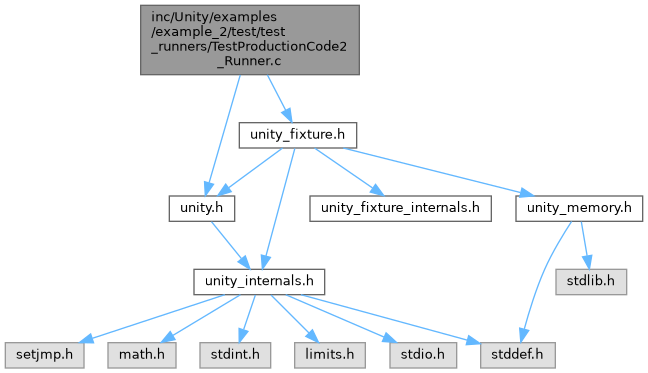 inc/Unity/examples
/example_2/test/test
_runners/TestProductionCode2
_Runner.c
unity_fixture.h
unity.h
unity_fixture_internals.h
unity_memory.h
unity_internals.h
stdlib.h
setjmp.h
math.h
stdint.h
limits.h
stdio.h
stddef.h